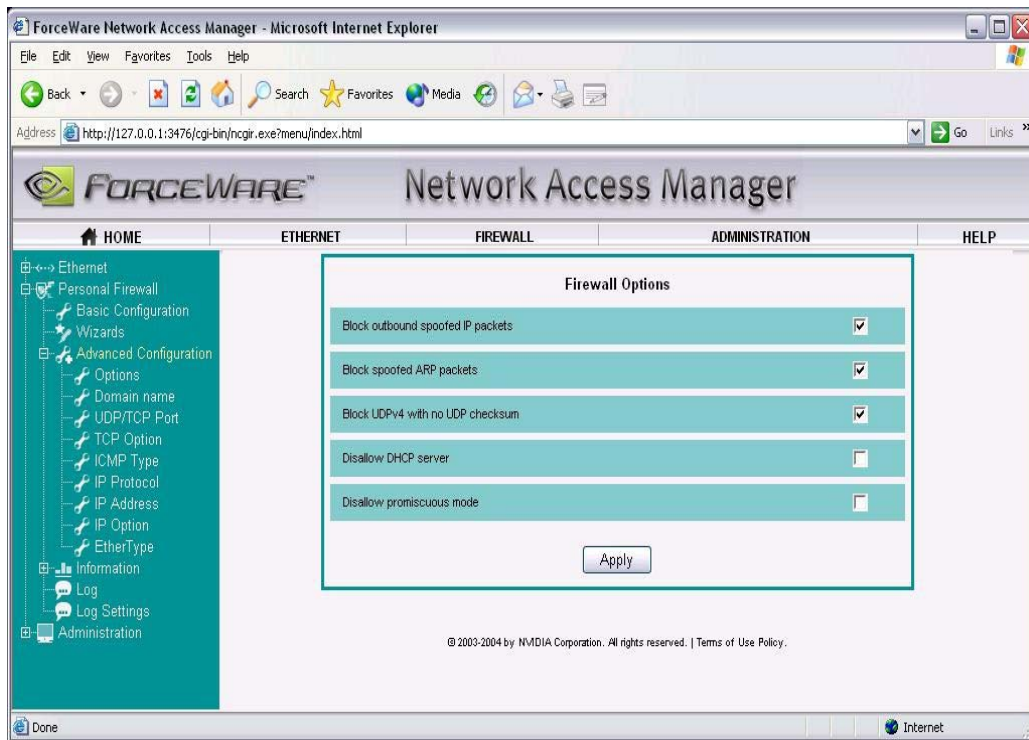 ForceWare Network Access Manager - Microsoft Internet Explorer
File Edit View Favorites Tools Help
Back Search Favorites Media
Address http://127.0.0.1:3476/cgi-bin/ncgir.exe?menu/index.html Go Links »
FORCEWARE™ Network Access Manager
HOME ETHERNET FIREWALL ADMINISTRATION HELP
Ethernet
Personal Firewall
Basic Configuration
Wizards
Advanced Configuration
Options
Domain name
UDP/TCP Port
TCP Option
ICMP Type
IP Protocol
IP Address
IP Option
EtherType
Information
Log
Log Settings
Administration
Firewall Options
Block outbound spoofed IP packets
Block spoofed ARP packets
Block UDPv4 with no UDP checksum
Disallow DHCP server
Disallow promiscuous mode
Apply
© 2003-2004 by NVIDIA Corporation. All rights reserved. | Terms of Use Policy.
Done Internet